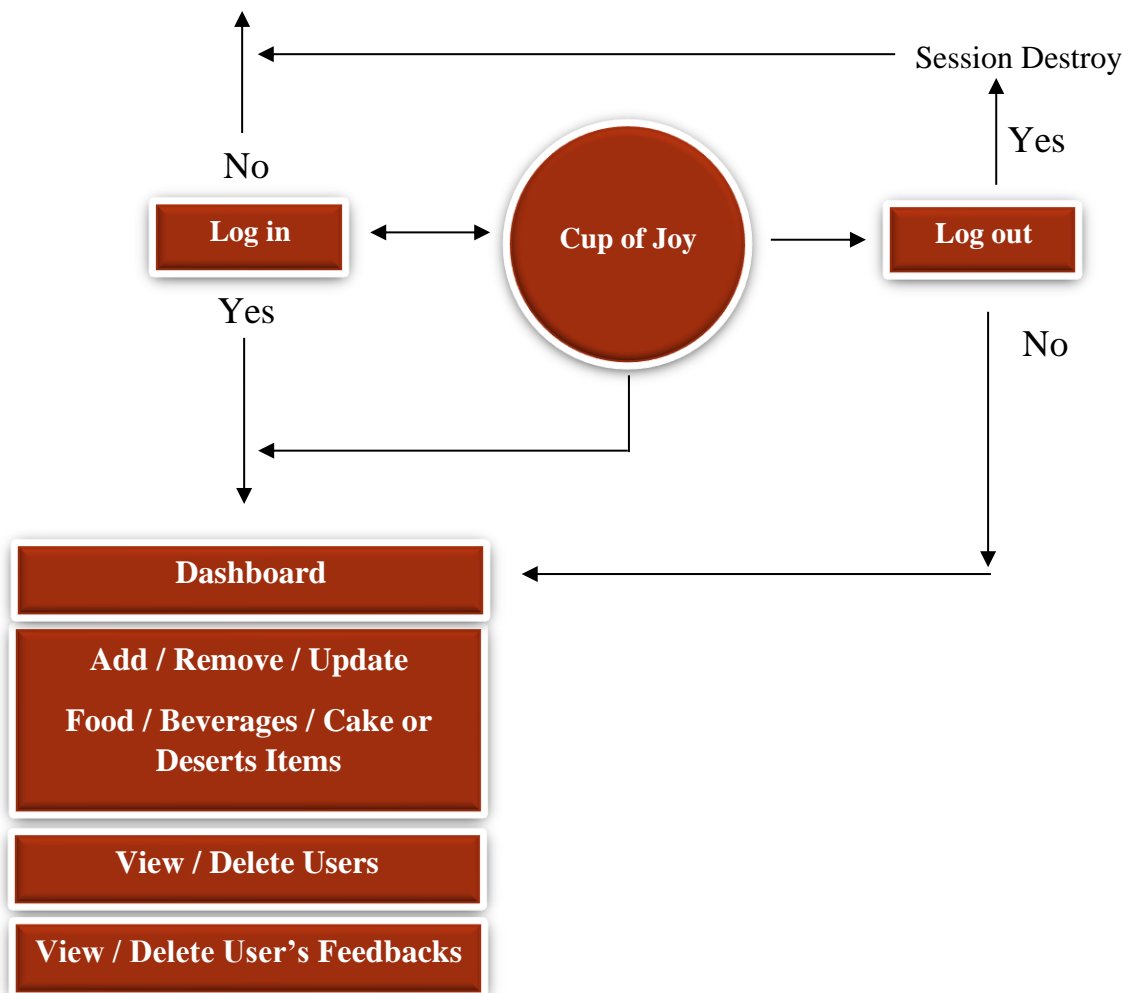 Session Destroy
Yes
No
Log in
Cup of Joy
Log out
Yes
No
Dashboard
Add / Remove / Update
Food / Beverages / Cake or
Deserts Items
View / Delete Users
View / Delete User’s Feedbacks